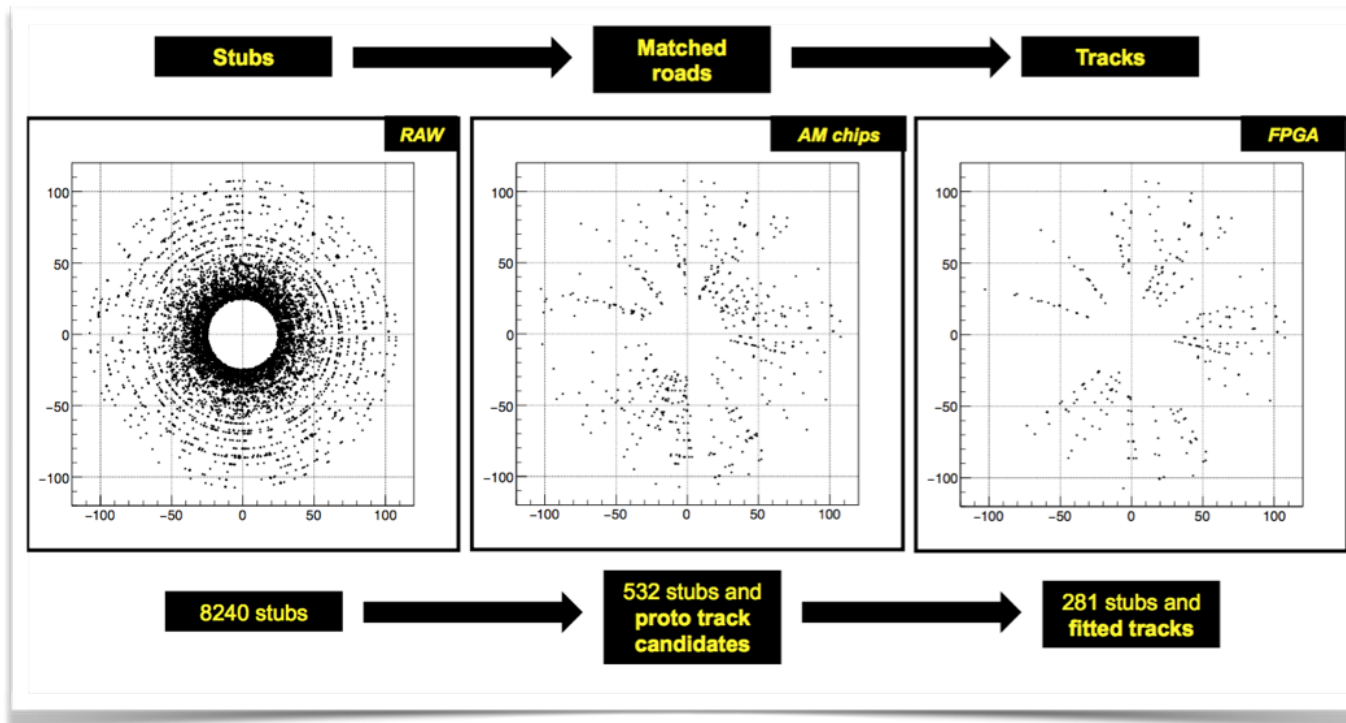 Stubs
Matched
roads
Tracks
RAW
AM chips
FPGA
100
50
0
−50
−100
−100 −50 0 50 100
100
50
0
−50
−100
−100 −50 0 50 100
100
50
0
−50
−100
−100 −50 0 50 100
8240 stubs
532 stubs and
proto track
candidates
281 stubs and
fitted tracks